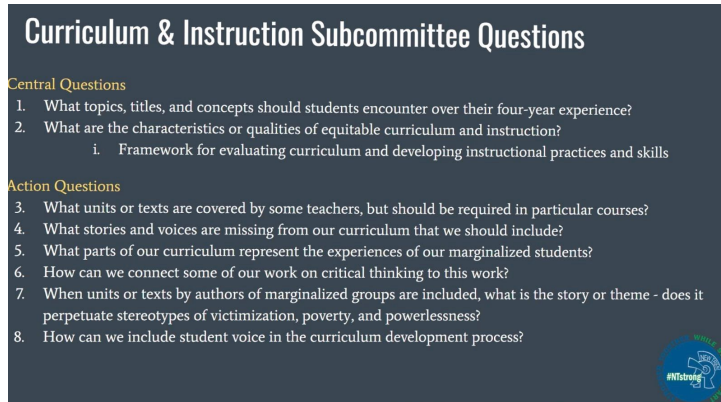 Curriculum & Instruction Subcommittee Questions
Central Questions
1. What topics, titles, and concepts should students encounter over their four-year experience?
2. What are the characteristics or qualities of equitable curriculum and instruction?
i. Framework for evaluating curriculum and developing instructional practices and skills
Action Questions
3. What units or texts are covered by some teachers, but should be required in particular courses?
4. What stories and voices are missing from our curriculum that we should include?
5. What parts of our curriculum represent the experiences of our marginalized students?
6. How can we connect some of our work on critical thinking to this work?
7. When units or texts by authors of marginalized groups are included, what is the story or theme - does it
perpetuate stereotypes of victimization, poverty, and powerlessness?
8. How can we include student voice in the curriculum development process?
#NTstrong